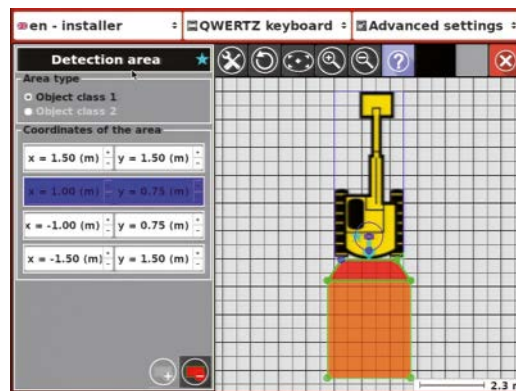 en - installer
QWERTZ keyboard
Advanced settings
Detection area
Area type
Object class 1
Object class 2
Coordinates of the area
x = 1.50 (m) y = 1.50 (m)
x = 1.00 (m) y = 0.75 (m)
x = -1.00 (m) y = 0.75 (m)
x = -1.50 (m) y = 1.50 (m)
?
2.3